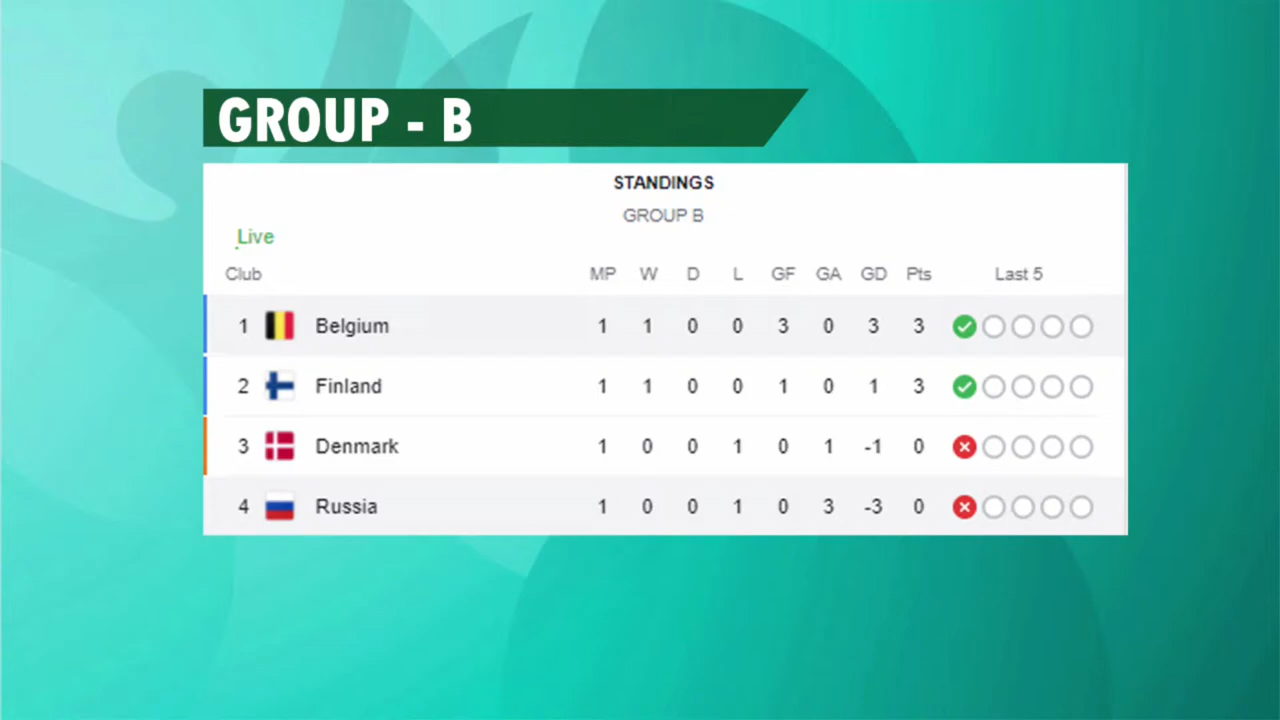 GROUP - B
STANDINGS
GROUP B
Live
Club MP W D L GF GA GD Pts Last 5
1 Belgium 1 1 0 0 3 0 3 3
2 Finland 1 1 0 0 1 0 1 3
3 Denmark 1 0 0 1 0 1 -1 0
4 Russia 1 0 0 1 0 3 -3 0